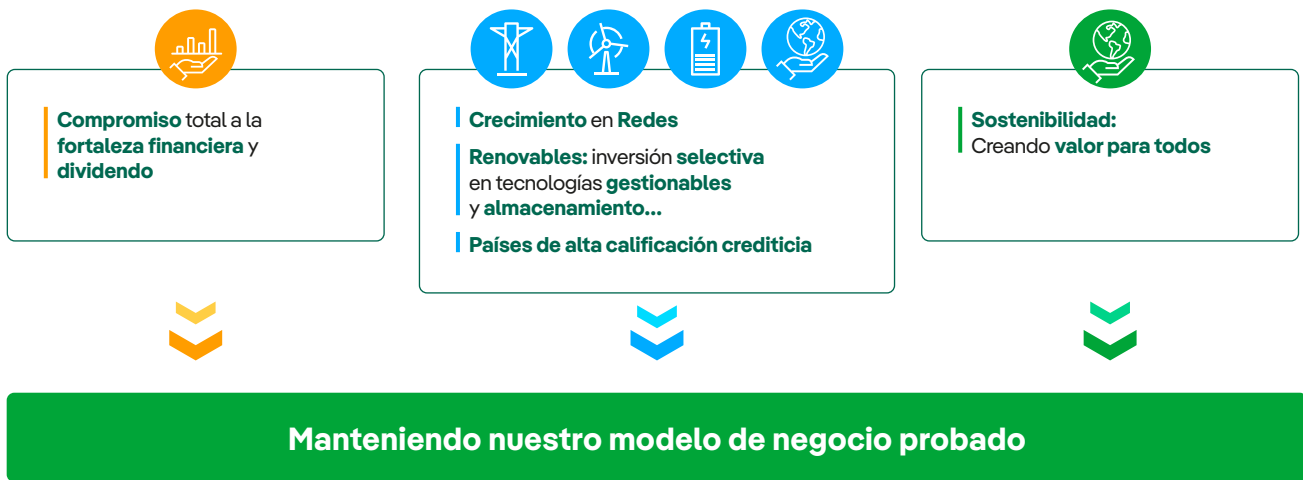 Compromiso total a la
fortaleza financiera y
dividendo
Crecimiento en Redes
Renovables: inversión selectiva
en tecnologías gestionables
y almacenamiento...
Países de alta calificación crediticia
Sostenibilidad:
Creando valor para todos
Manteniendo nuestro modelo de negocio probado